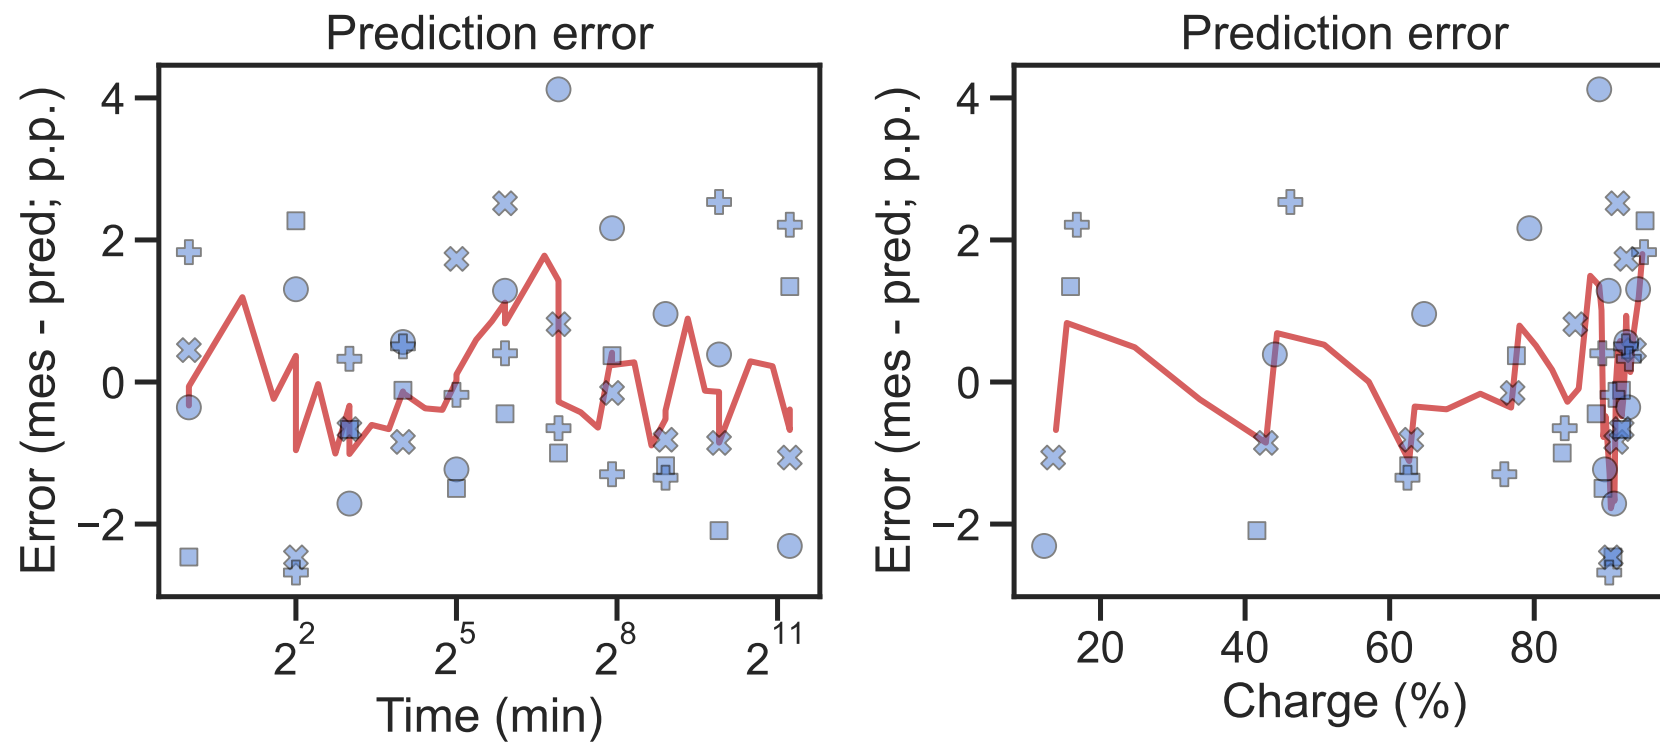 Prediction error
Error (mes - pred; p.p.)
4
2
0
−2
2^2
2^5
2^8
2^11
Time (min)
Prediction error
Error (mes - pred; p.p.)
4
2
0
−2
20
40
60
80
Charge (%)